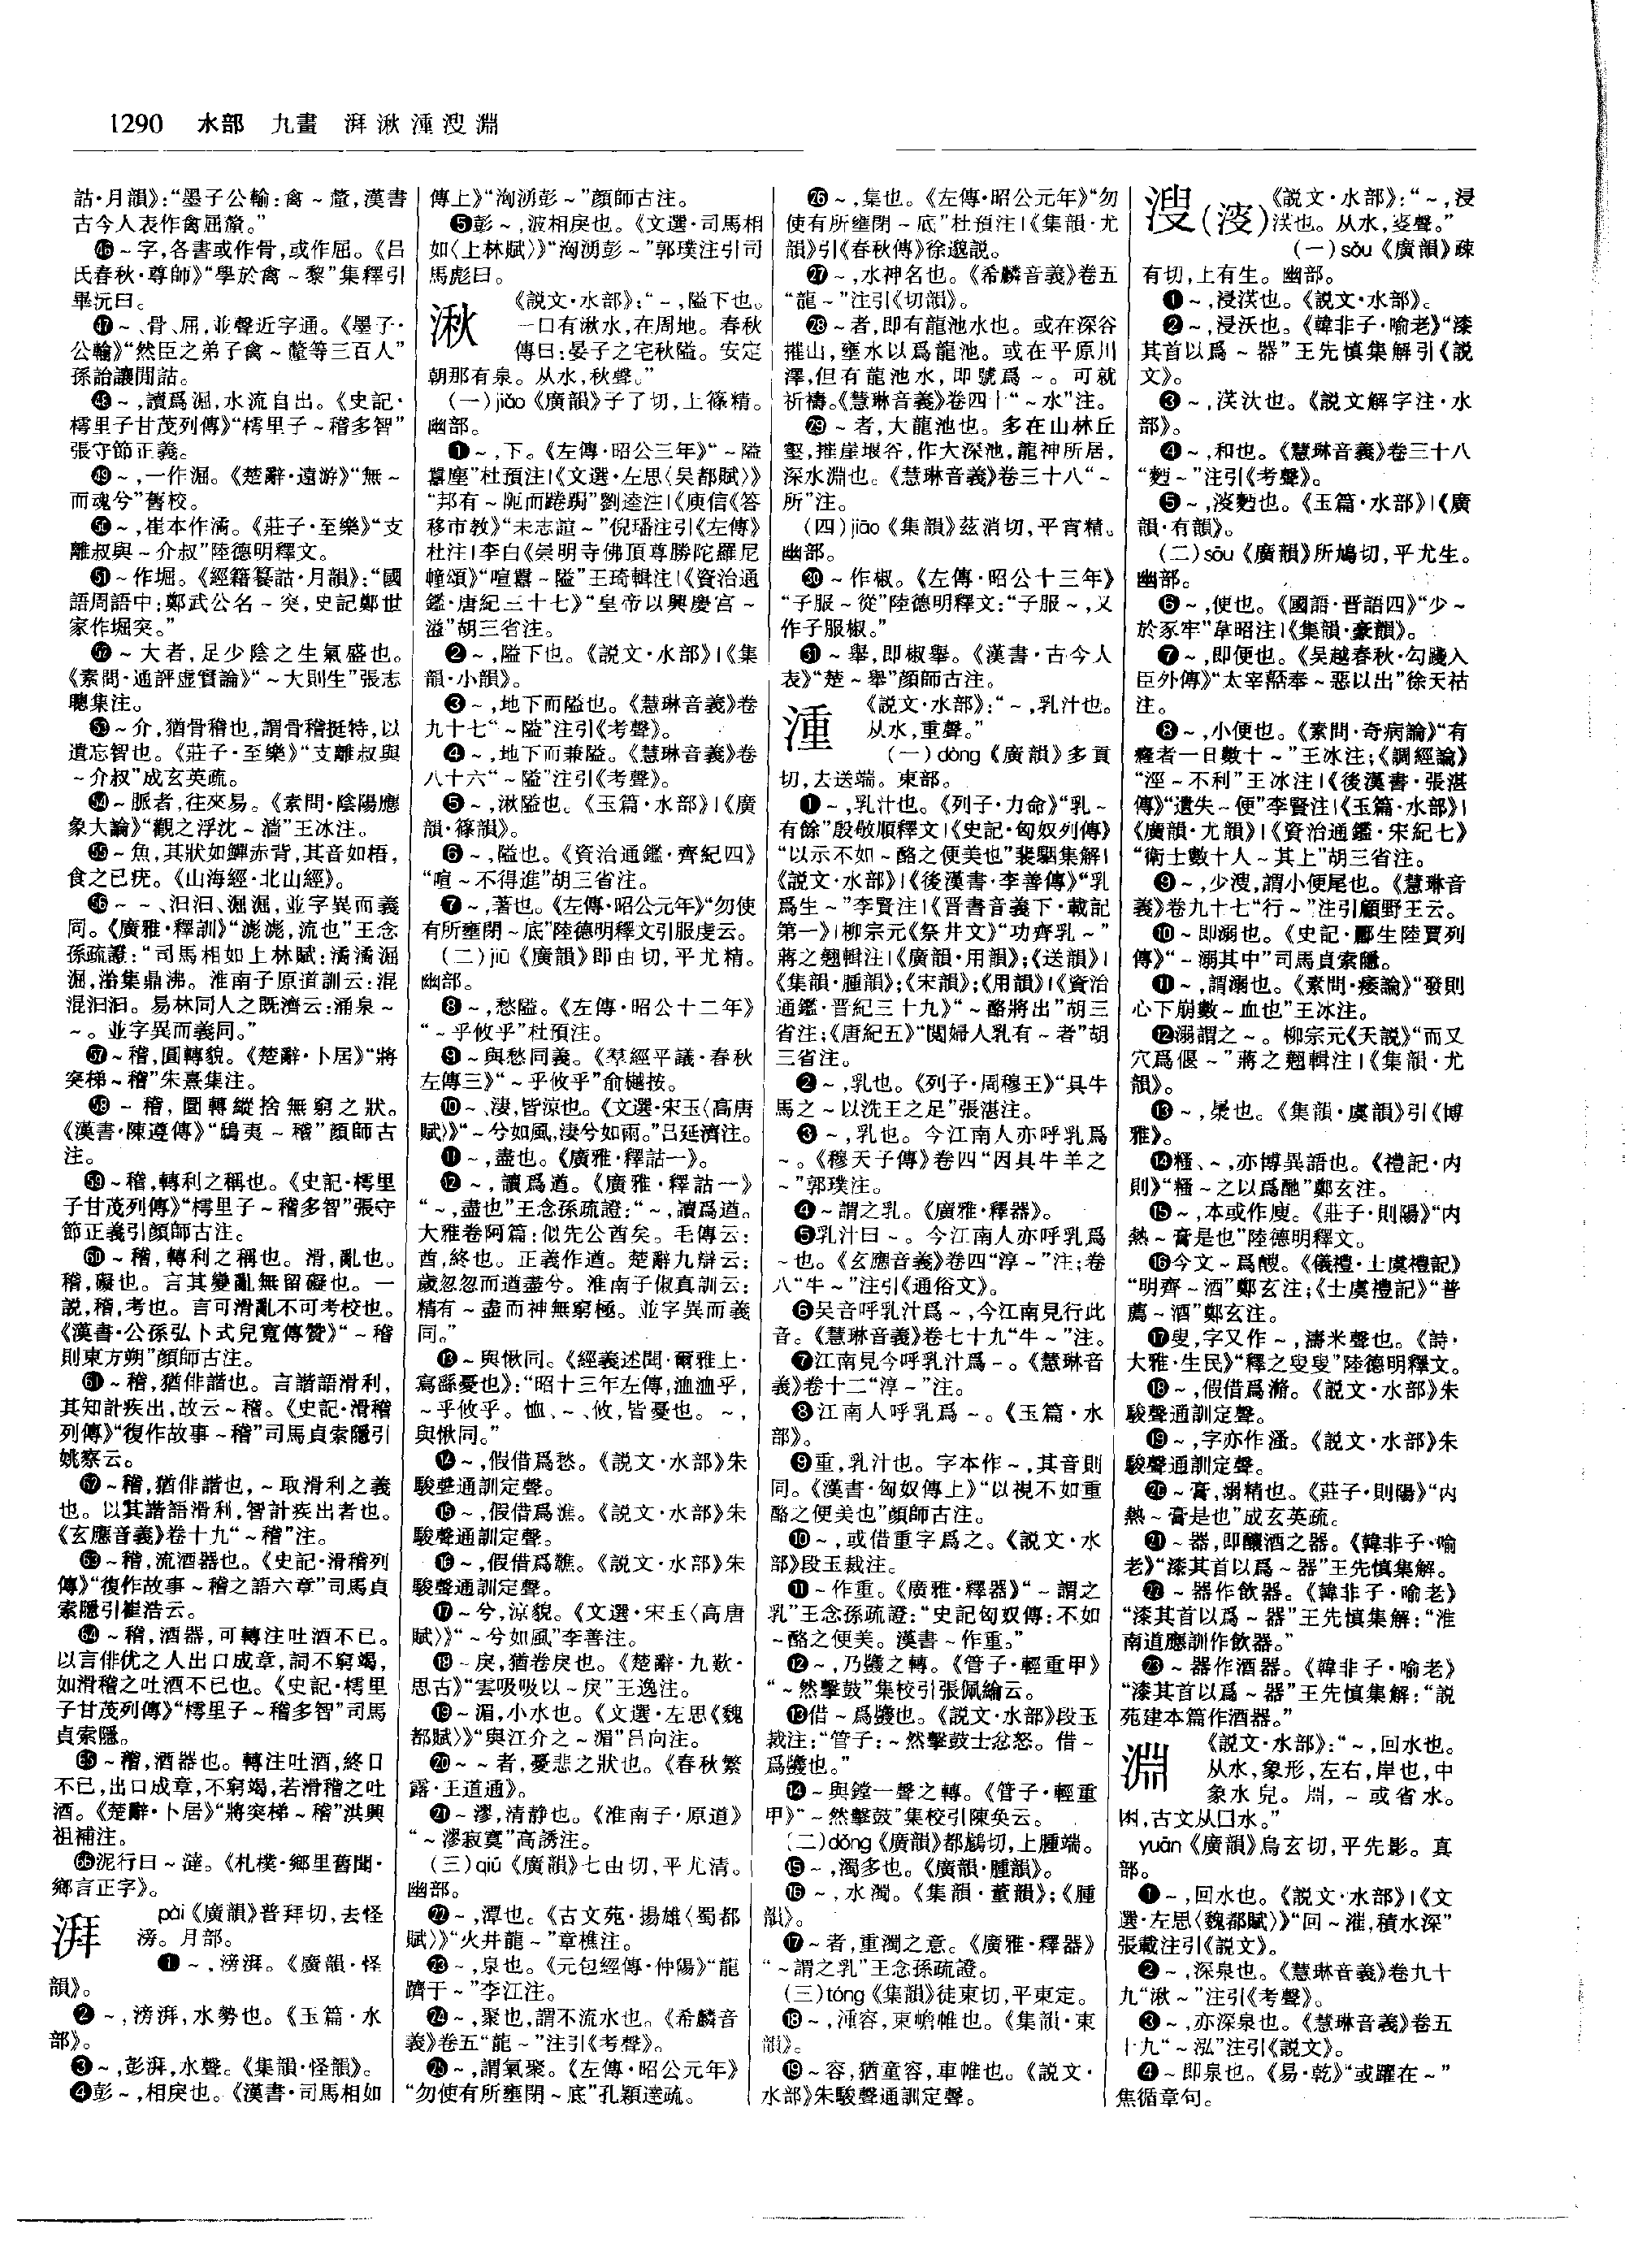 1290 水部 九畫 湃湫湩溲淵
詁·月韻》:“墨子公輸:禽～釐,漢書
古今人表作禽屈釐。”
㊻～字,各書或作骨,或作屈。《吕
氏春秋·尊師》“學於禽～黎”集釋引
畢沅曰。
㊼～、骨、屈,並聲近字通。《墨子·
公輸》“然臣之弟子禽～釐等三百人”
孫詒讓閒詁。
㊽～,讀爲淈,水流自出。《史記·
樗里子甘茂列傳》“樗里子～稽多智”
張守節正義。
㊾～,一作淈。《楚辭·遠游》“無～
而魂兮”舊校。
㊿～,崔本作潏。《莊子·至樂》“支
離叔與～介叔”陸德明釋文。
51～作堀。《經籍籑詁·月韻》:“國
語周語中:鄭武公名～突,史記鄭世
家作堀突。”
52～大者,足少陰之生氣盛也。
《素問·通評虛實論》“～大則生”張志
聰集注。
53～介,猶骨稽也,謂骨稽挺特,以
遺忘智也。《莊子·至樂》“支離叔與
～介叔”成玄英疏。
54～脈者,往來易。《素問·陰陽應
象大論》“觀之浮沈～濇”王冰注。
55～魚,其狀如鱓赤背,其音如梧,
食之已疣。《山海經·北山經》。
56～～、汩汩、淈淈,並字異而義
同。《廣雅·釋訓》“㵒㵒,流也”王念
孫疏證:“司馬相如上林賦:潏潏淈
淈,湁潗鼎沸。淮南子原道訓云:混
混汩汩。易林同人之既濟云:涌泉～
～。並字異而義同。”
57～稽,圓轉貌。《楚辭·卜居》“將
突梯～稽”朱熹集注。
58～稽,圜轉縱捨無窮之狀。
《漢書·陳遵傳》“鴟夷～稽”顔師古
注。
59～稽,轉利之稱也。《史記·樗里
子甘茂列傳》“樗里子～稽多智”張守
節正義引顔師古注。
60～稽,轉利之稱也。滑,亂也。
稽,礙也。言其變亂無留礙也。一
説,稽,考也。言可滑亂不可考校也。
《漢書·公孫弘卜式兒寬傳贊》“～稽
則東方朔”顔師古注。
61～稽,猶俳諧也。言諧語滑利,
其知計疾出,故云～稽。《史記·滑稽
列傳》“復作故事～稽”司馬貞索隱引
姚察云。
62～稽,猶俳諧也,～取滑利之義
也。以其諧語滑利,智計疾出者也。
《玄應音義》卷十九“～稽”注。
63～稽,流酒器也。《史記·滑稽列
傳》“復作故事～稽之語六章”司馬貞
索隱引崔浩云。
64～稽,酒器,可轉注吐酒不已。
以言俳优之人出口成章,詞不窮竭,
如滑稽之吐酒不已也。《史記·樗里
子甘茂列傳》“樗里子～稽多智”司馬
貞索隱。
65～稽,酒器也。轉注吐酒,終口
不已,出口成章,不窮竭,若滑稽之吐
酒。《楚辭·卜居》“將突梯～稽”洪興
祖補注。
66泥行曰～澾。《札樸·鄉里舊聞·
鄉言正字》。
湃 pài《廣韻》普拜切,去怪
滂。月部。
❶～,滂湃。《廣韻·怪
韻》。
❷～,滂湃,水勢也。《玉篇·水
部》。
❸～,彭湃,水聲。《集韻·怪韻》。
❹彭～,相戾也。《漢書·司馬相如
傳上》“洶湧彭～”顔師古注。
❺彭～,波相戾也。《文選·司馬相
如〈上林賦〉》“洶湧彭～”郭璞注引司
馬彪曰。
湫 《説文·水部》:“～,隘下也。
一曰有湫水,在周地。春秋
傳曰:晏子之宅秋隘。安定
朝那有泉。从水,秋聲。”
(一)jiǎo《廣韻》子了切,上篠精。
幽部。
❶～,下。《左傳·昭公三年》“～隘
囂塵”杜預注|《文選·左思〈吴都賦〉》
“邦有～阨而踡跼”劉逵注|《庾信《答
移市教》“未志諠～”倪璠注引《左傳》
杜注|李白《崇明寺佛頂尊勝陀羅尼
幢頌》“喧囂～隘”王琦輯注|《資治通
鑑·唐紀三十七》“皇帝以興慶宫～
溢”胡三省注。
❷～,隘下也。《説文·水部》|《集
韻·小韻》。
❸～,地下而隘也。《慧琳音義》卷
九十七“～隘”注引《考聲》。
❹～,地下而兼隘。《慧琳音義》卷
八十六“～隘”注引《考聲》。
❺～,湫隘也。《玉篇·水部》|《廣
韻·篠韻》。
❻～,隘也。《資治通鑑·齊紀四》
“喧～不得進”胡三省注。
❼～,著也。《左傳·昭公元年》“勿使
有所壅閉～底”陸德明釋文引服虔云。
(二)jiū《廣韻》即由切,平尤精。
幽部。
❽～,愁隘。《左傳·昭公十二年》
“～乎攸乎”杜預注。
❾～與愁同義。《羣經平議·春秋
左傳三》“～乎攸乎”俞樾按。
❿～、淒,皆涼也。《文選·宋玉〈高唐
賦〉》“～兮如風,淒兮如雨。”吕延濟注。
⓫～,盡也。《廣雅·釋詁一》。
⓬～,讀爲遒。《廣雅·釋詁一》
“～,盡也”王念孫疏證:“～,讀爲遒。
大雅卷阿篇:似先公酋矣。毛傳云:
酋,終也。正義作遒。楚辭九辯云:
歲忽忽而遒盡兮。淮南子俶真訓云:
精有～盡而神無窮極。並字異而義
同。”
⓭～與愀同。《經義述聞·爾雅上·
寫繇憂也》:“昭十三年左傳,洫洫乎,
～乎攸乎。恤、～、攸,皆憂也。～,
與愀同。”
⓮～,假借爲愁。《説文·水部》朱
駿聲通訓定聲。
⓯～,假借爲潐。《説文·水部》朱
駿聲通訓定聲。
⓰～,假借爲㲬。《説文·水部》朱
駿聲通訓定聲。
⓱～兮,涼貌。《文選·宋玉〈高唐
賦〉》“～兮如風”李善注。
⓲～戾,猶卷戾也。《楚辭·九歎·
思古》“雲吸吸以～戾”王逸注。
⓳～湄,小水也。《文選·左思《魏
都賦〉》“與江介之～湄”吕向注。
⓴～～者,憂悲之狀也。《春秋繁
露·王道通》。
㉑～漻,清静也。《淮南子·原道》
“～漻寂寞”高誘注。
(三)qiū《廣韻》七由切,平尤清。
幽部。
㉒～,潭也。《古文苑·揚雄〈蜀都
賦〉》“火井龍～”章樵注。
㉓～,泉也。《元包經傳·仲陽》“龍
躋于～”李江注。
㉔～,聚也,謂不流水也。《希麟音
義》卷五“龍～”注引《考聲》。
㉕～,謂氣聚。《左傳·昭公元年》
“勿使有所壅閉～底”孔穎達疏。
㉖～,集也。《左傳·昭公元年》“勿
使有所壅閉～底”杜預注|《集韻·尤
韻》引《春秋傳》徐邈説。
㉗～,水神名也。《希麟音義》卷五
“龍～”注引《切韻》。
㉘～者,即有龍池水也。或在深谷
摧山,壅水以爲龍池。或在平原川
澤,但有龍池水,即號爲～。可就
祈禱。《慧琳音義》卷四十“～水”注。
㉙～者,大龍池也。多在山林丘
壑,摧崖堰谷,作大深池,龍神所居,
深水淵也。《慧琳音義》卷三十八“～
所”注。
(四)jiāo《集韻》茲消切,平宵精。
幽部。
㉚～作椒。《左傳·昭公十三年》
“子服～從”陸德明釋文:“子服～,又
作子服椒。”
㉛～舉,即椒舉。《漢書·古今人
表》“楚～舉”顔師古注。
湩 《説文·水部》:“～,乳汁也。
从水,重聲。”
(一)dòng《廣韻》多貢
切,去送端。東部。
❶～,乳汁也。《列子·力命》“乳～
有餘”殷敬順釋文|《史記·匈奴列傳》
“以示不如～酪之便美也”裴駰集解|
《説文·水部》|《後漢書·李善傳》“乳
爲生～”李賢注|《晋書音義下·載記
第一》|柳宗元《祭井文》“功齊乳～”
蔣之翹輯注|《廣韻·用韻》;《送韻》|
《集韻·腫韻》;《宋韻》;《用韻》|《資治
通鑑·晋紀三十九》“～酪將出”胡三
省注;《唐紀五》“閲婦人乳有～者”胡
三省注。
❷～,乳也。《列子·周穆王》“具牛
馬之～以洗王之足”張湛注。
❸～,乳也。今江南人亦呼乳爲
～。《穆天子傳》卷四“因具牛羊之
～”郭璞注。
❹～謂之乳。《廣雅·釋器》。
❺乳汁曰～。今江南人亦呼乳爲
～也。《玄應音義》卷四“淳～”注;卷
八“牛～”注引《通俗文》。
❻吴音呼乳汁爲～,今江南見行此
音。《慧琳音義》卷七十九“牛～”注。
❼江南見今呼乳汁爲～。《慧琳音
義》卷十二“淳～”注。
❽江南人呼乳爲～。《玉篇·水
部》。
❾重,乳汁也。字本作～,其音則
同。《漢書·匈奴傳上》“以視不如重
酪之便美也”顔師古注。
❿～,或借重字爲之。《説文·水
部》段玉裁注。
⓫～作重。《廣雅·釋器》“～謂之
乳”王念孫疏證:“史記匈奴傳:不如
～酪之便美。漢書～作重。”
⓬～,乃鼟之轉。《管子·輕重甲》
“～然擊鼓”集校引張佩綸云。
⓭借～爲鼟也。《説文·水部》段玉
裁注:“管子:～然擊鼓士忿怒。借～
爲鼟也。”
⓮～與鏜一聲之轉。《管子·輕重
甲》“～然擊鼓”集校引陳奂云。
(二)dǒng《廣韻》都鵩切,上腫端。
⓯～,濁多也。《廣韻·腫韻》。
⓰～,水濁。《集韻·董韻》;《腫
韻》。
⓱～者,重濁之意。《廣雅·釋器》
“～謂之乳”王念孫疏證。
(三)tóng《集韻》徒東切,平東定。
⓲～,湩容,東幨帷也。《集韻·東
韻》。
⓳～容,猶童容,車帷也。《説文·
水部》朱駿聲通訓定聲。
溲(㴑) 《説文·水部》:“～,浸
渓也。从水,叜聲。”
(一)sǒu《廣韻》疎
有切,上有生。幽部。
❶～,浸渓也。《説文·水部》。
❷～,浸沃也。《韓非子·喻老》“漆
其首以爲～器”王先慎集解引《説
文》。
❸～,渓汏也。《説文解字注·水
部》。
❹～,和也。《慧琳音義》卷三十八
“麪～”注引《考聲》。
❺～,㴑麪也。《玉篇·水部》|《廣
韻·有韻》。
(二)sōu《廣韻》所鳩切,平尤生。
幽部。
❻～,便也。《國語·晋語四》“少～
於豕牢”韋昭注|《集韻·豪韻》。
❼～,即便也。《吴越春秋·勾踐入
臣外傳》“太宰嚭奉～惡以出”徐天祜
注。
❽～,小便也。《素問·奇病論》“有
癃者一日數十～”王冰注;《調經論》
“涇～不利”王冰注|《後漢書·張湛
傳》“遺失～便”李賢注|《玉篇·水部》|
《廣韻·尤韻》|《資治通鑑·宋紀七》
“衛士數十人～其上”胡三省注。
❾～,少溲,謂小便尾也。《慧琳音
義》卷九十七“行～”注引顧野王云。
❿～即溺也。《史記·酈生陸賈列
傳》“～溺其中”司馬貞索隱。
⓫～,謂溺也。《素問·痿論》“發則
心下崩數～血也”王冰注。
⓬溺謂之～。柳宗元《天説》“而又
穴爲偃～”蔣之翹輯注|《集韻·尤
韻》。
⓭～,㵩也。《集韻·虞韻》引《博
雅》。
⓮糔、～,亦博異語也。《禮記·内
則》“糔～之以爲酏”鄭玄注。
⓯～,本或作廋。《莊子·則陽》“内
熱～膏是也”陸德明釋文。
⓰今文～爲醙。《儀禮·士虞禮記》
“明齊～酒”鄭玄注;《士虞禮記》“普
薦～酒”鄭玄注。
⓱叟,字又作～,濤米聲也。《詩·
大雅·生民》“釋之叟叟”陸德明釋文。
⓲～,假借爲滫。《説文·水部》朱
駿聲通訓定聲。
⓳～,字亦作溞。《説文·水部》朱
駿聲通訓定聲。
⓴～膏,溺精也。《莊子·則陽》“内
熱～膏是也”成玄英疏。
㉑～器,即釀酒之器。《韓非子·喻
老》“漆其首以爲～器”王先慎集解。
㉒～器作飲器。《韓非子·喻老》
“漆其首以爲～器”王先慎集解:“淮
南道應訓作飲器。”
㉓～器作酒器。《韓非子·喻老》
“漆其首以爲～器”王先慎集解:“説
苑建本篇作酒器。”
淵 《説文·水部》:“～,回水也。
从水,象形,左右,岸也,中
象水皃。𣶒,～或省水。
囦,古文从囗水。”
yuān《廣韻》烏玄切,平先影。真
部。
❶～,回水也。《説文·水部》|《文
選·左思〈魏都賦〉》“回～漼,積水深”
張載注引《説文》。
❷～,深泉也。《慧琳音義》卷九十
九“湫～”注引《考聲》。
❸～,亦深泉也。《慧琳音義》卷五
十九“～泓”注引《説文》。
❹～即泉也。《易·乾》“或躍在～”
焦循章句。